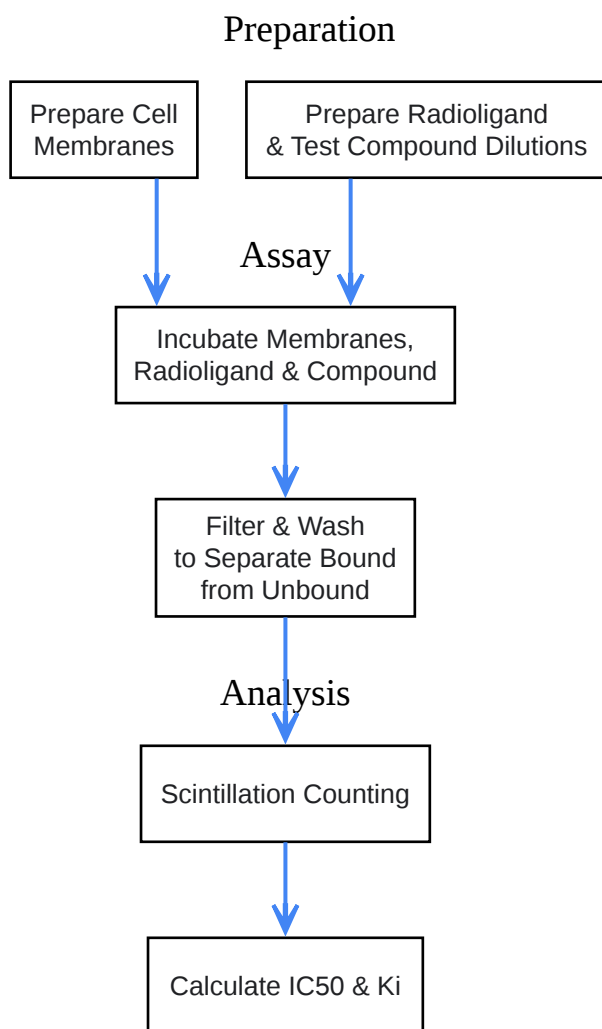 Preparation
Prepare Cell
Membranes
Prepare Radioligand
& Test Compound Dilutions
Assay
Incubate Membranes,
Radioligand & Compound
Filter & Wash
to Separate Bound
from Unbound
Analysis
Scintillation Counting
Calculate IC50 & Ki